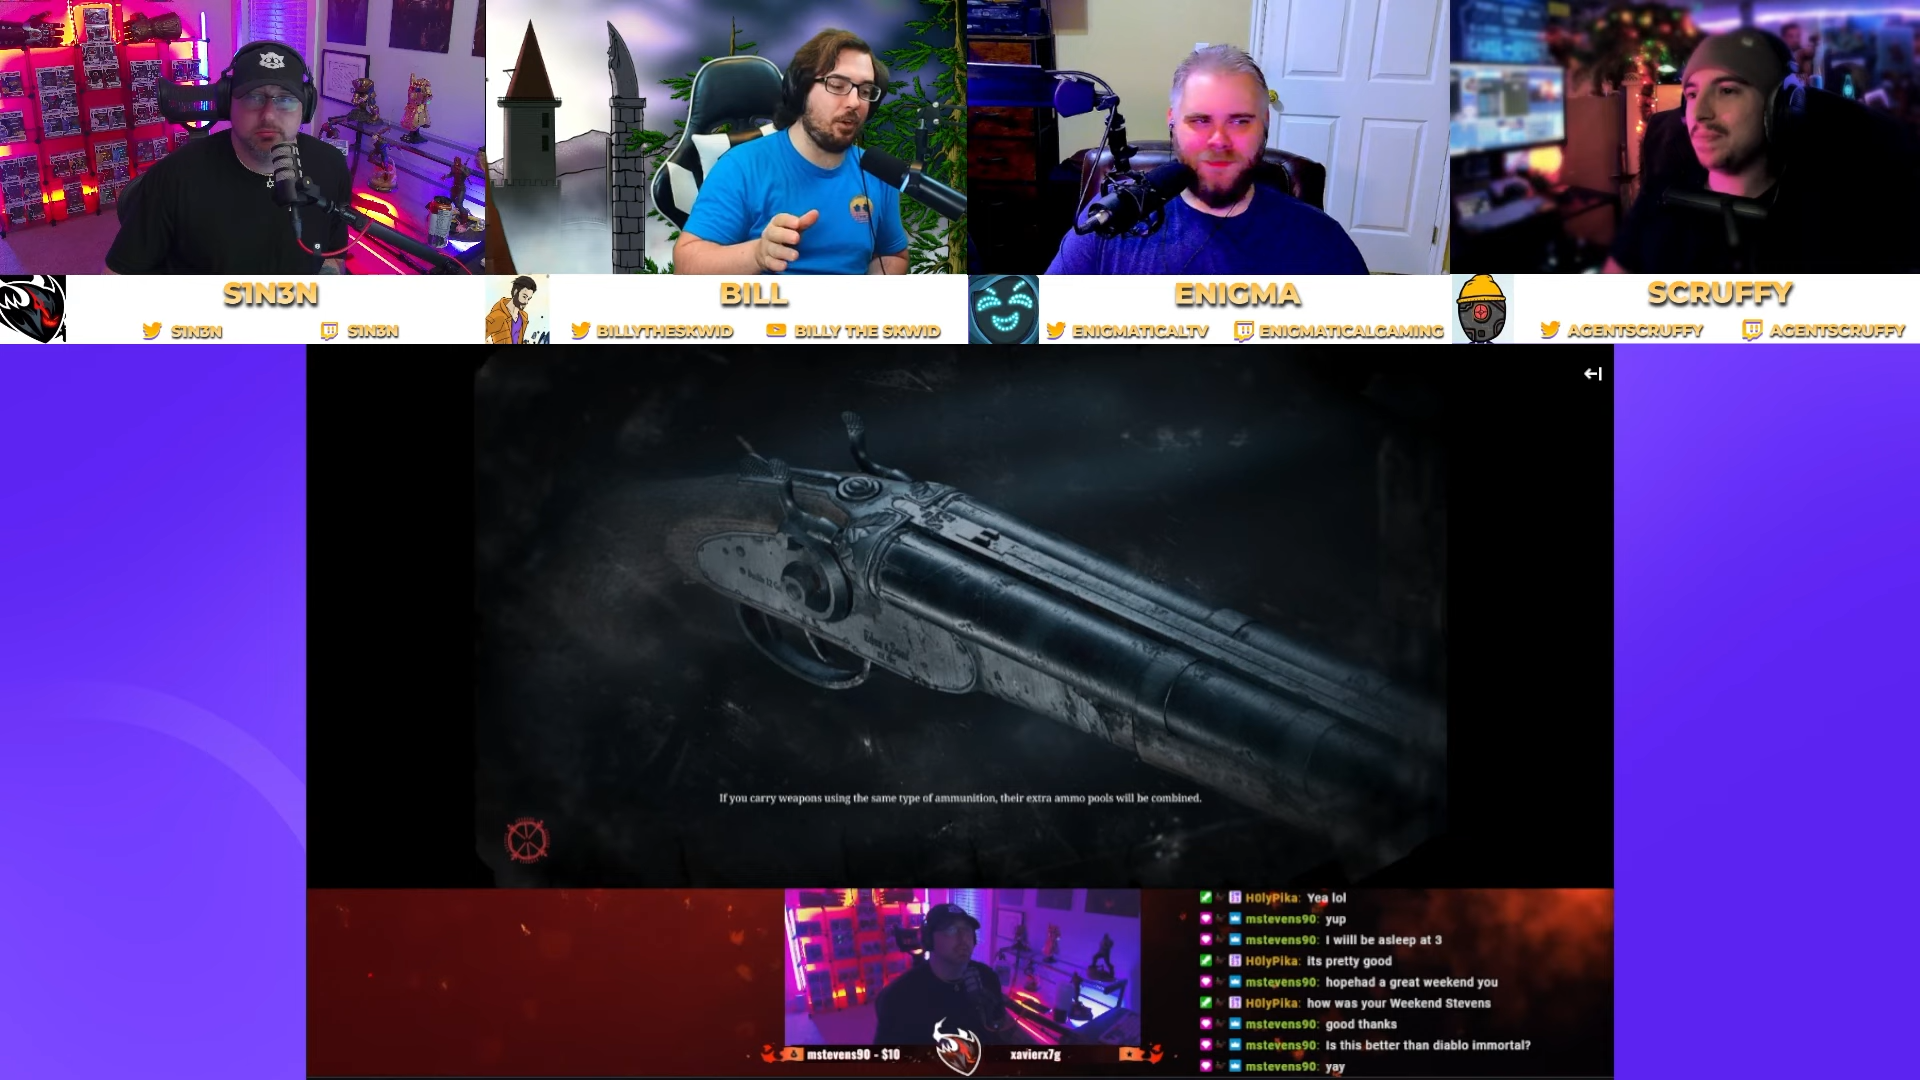 S1N3N
S1N3N
S1N3N
BILL
BILLYTHESKWID
BILLY THE SKWID
ENIGMA
ENIGMATICALTV
ENIGMATICALGAMING
SCRUFFY
AGENTSCRUFFY
AGENTSCRUFFY
If you carry weapons using the same type of ammunition, their extra ammo pools will be combined.
H0lyPika: Yea lol
mstevens90: yup
mstevens90: I wiill be asleep at 3
H0lyPika: its pretty good
mstevens90: hopehad a great weekend you
H0lyPika: how was your Weekend Stevens
mstevens90: good thanks
mstevens90: Is this better than diablo immortal?
mstevens90: yay
mstevens90 - $10
xavierx7g